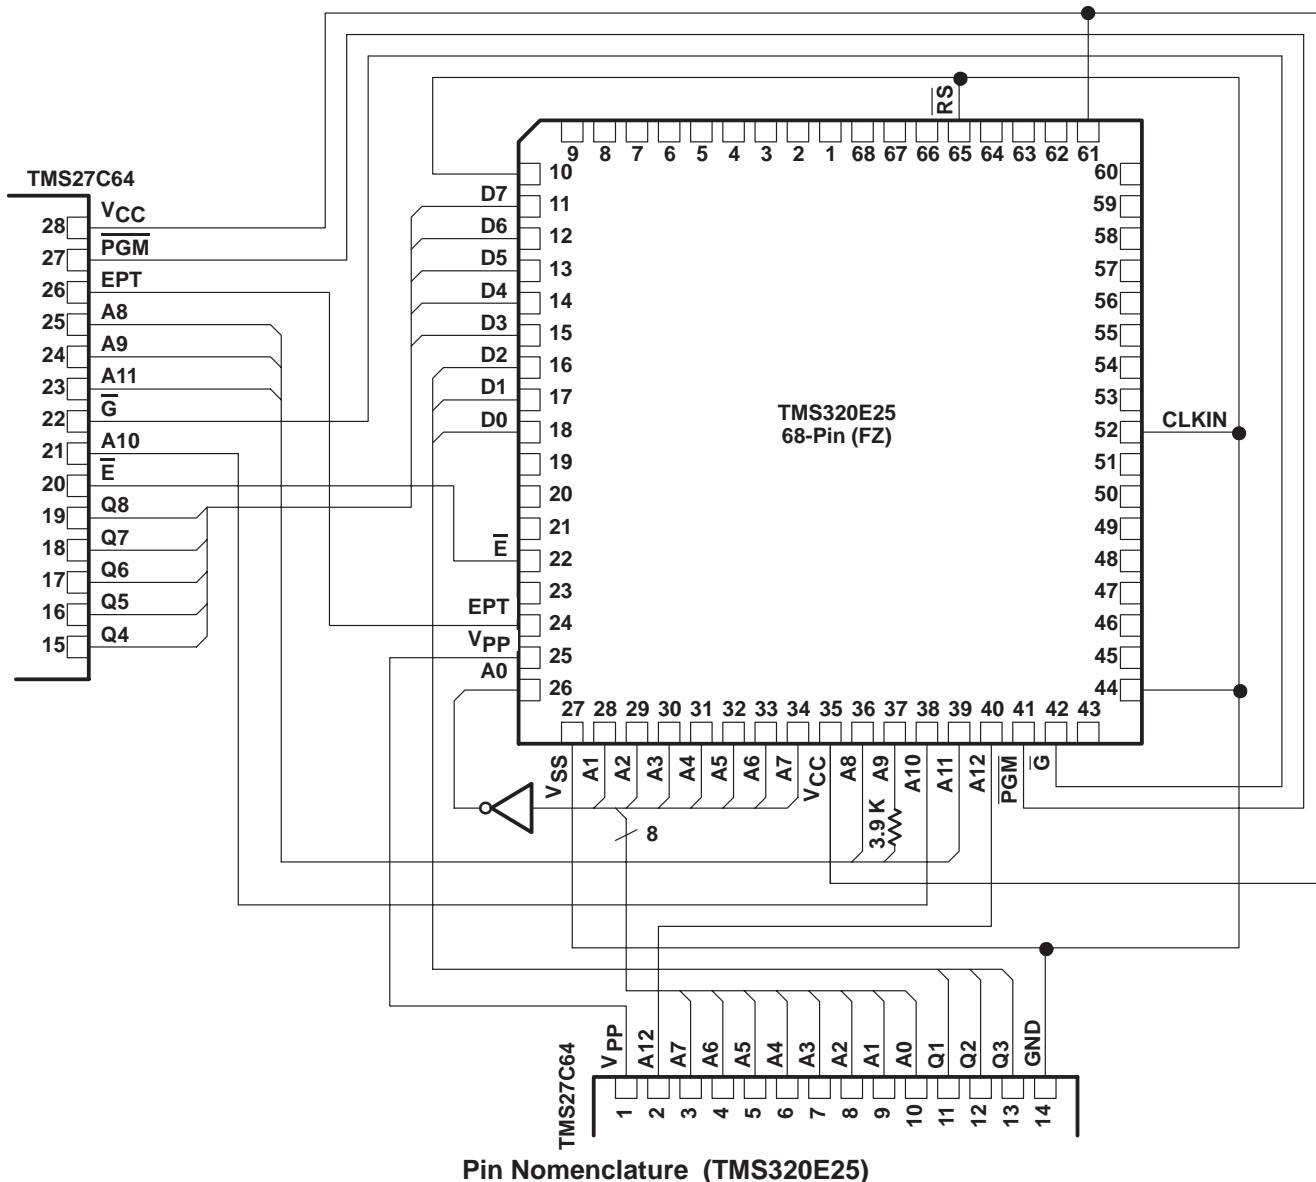 RS
9 8 7 6 5 4 3 2 1 68 67 66 65 64 63 62 61
TMS27C64
28 VCC
27 PGM
26 EPT
25 A8
24 A9
23 A11
22 G
21 A10
20 E
19 Q8
18 Q7
17 Q6
16 Q5
15 Q4
10
D7 11
D6 12
D5 13
D4 14
D3 15
D2 16
D1 17
D0 18
19
20
21
E 22
23
EPT 24
VPP 25
A0 26
TMS320E25
68-Pin (FZ)
60
59
58
57
56
55
54
53
52 CLKIN
51
50
49
48
47
46
45
44
27 28 29 30 31 32 33 34 35 36 37 38 39 40 41 42 43
VSS A1 A2 A3 A4 A5 A6 A7 VCC A8 A9 A10 A11 A12 PGM G
3.9 K
8
TMS27C64
VPP A12 A7 A6 A5 A4 A3 A2 A1 A0 Q1 Q2 Q3 GND
1 2 3 4 5 6 7 8 9 10 11 12 13 14
Pin Nomenclature (TMS320E25)